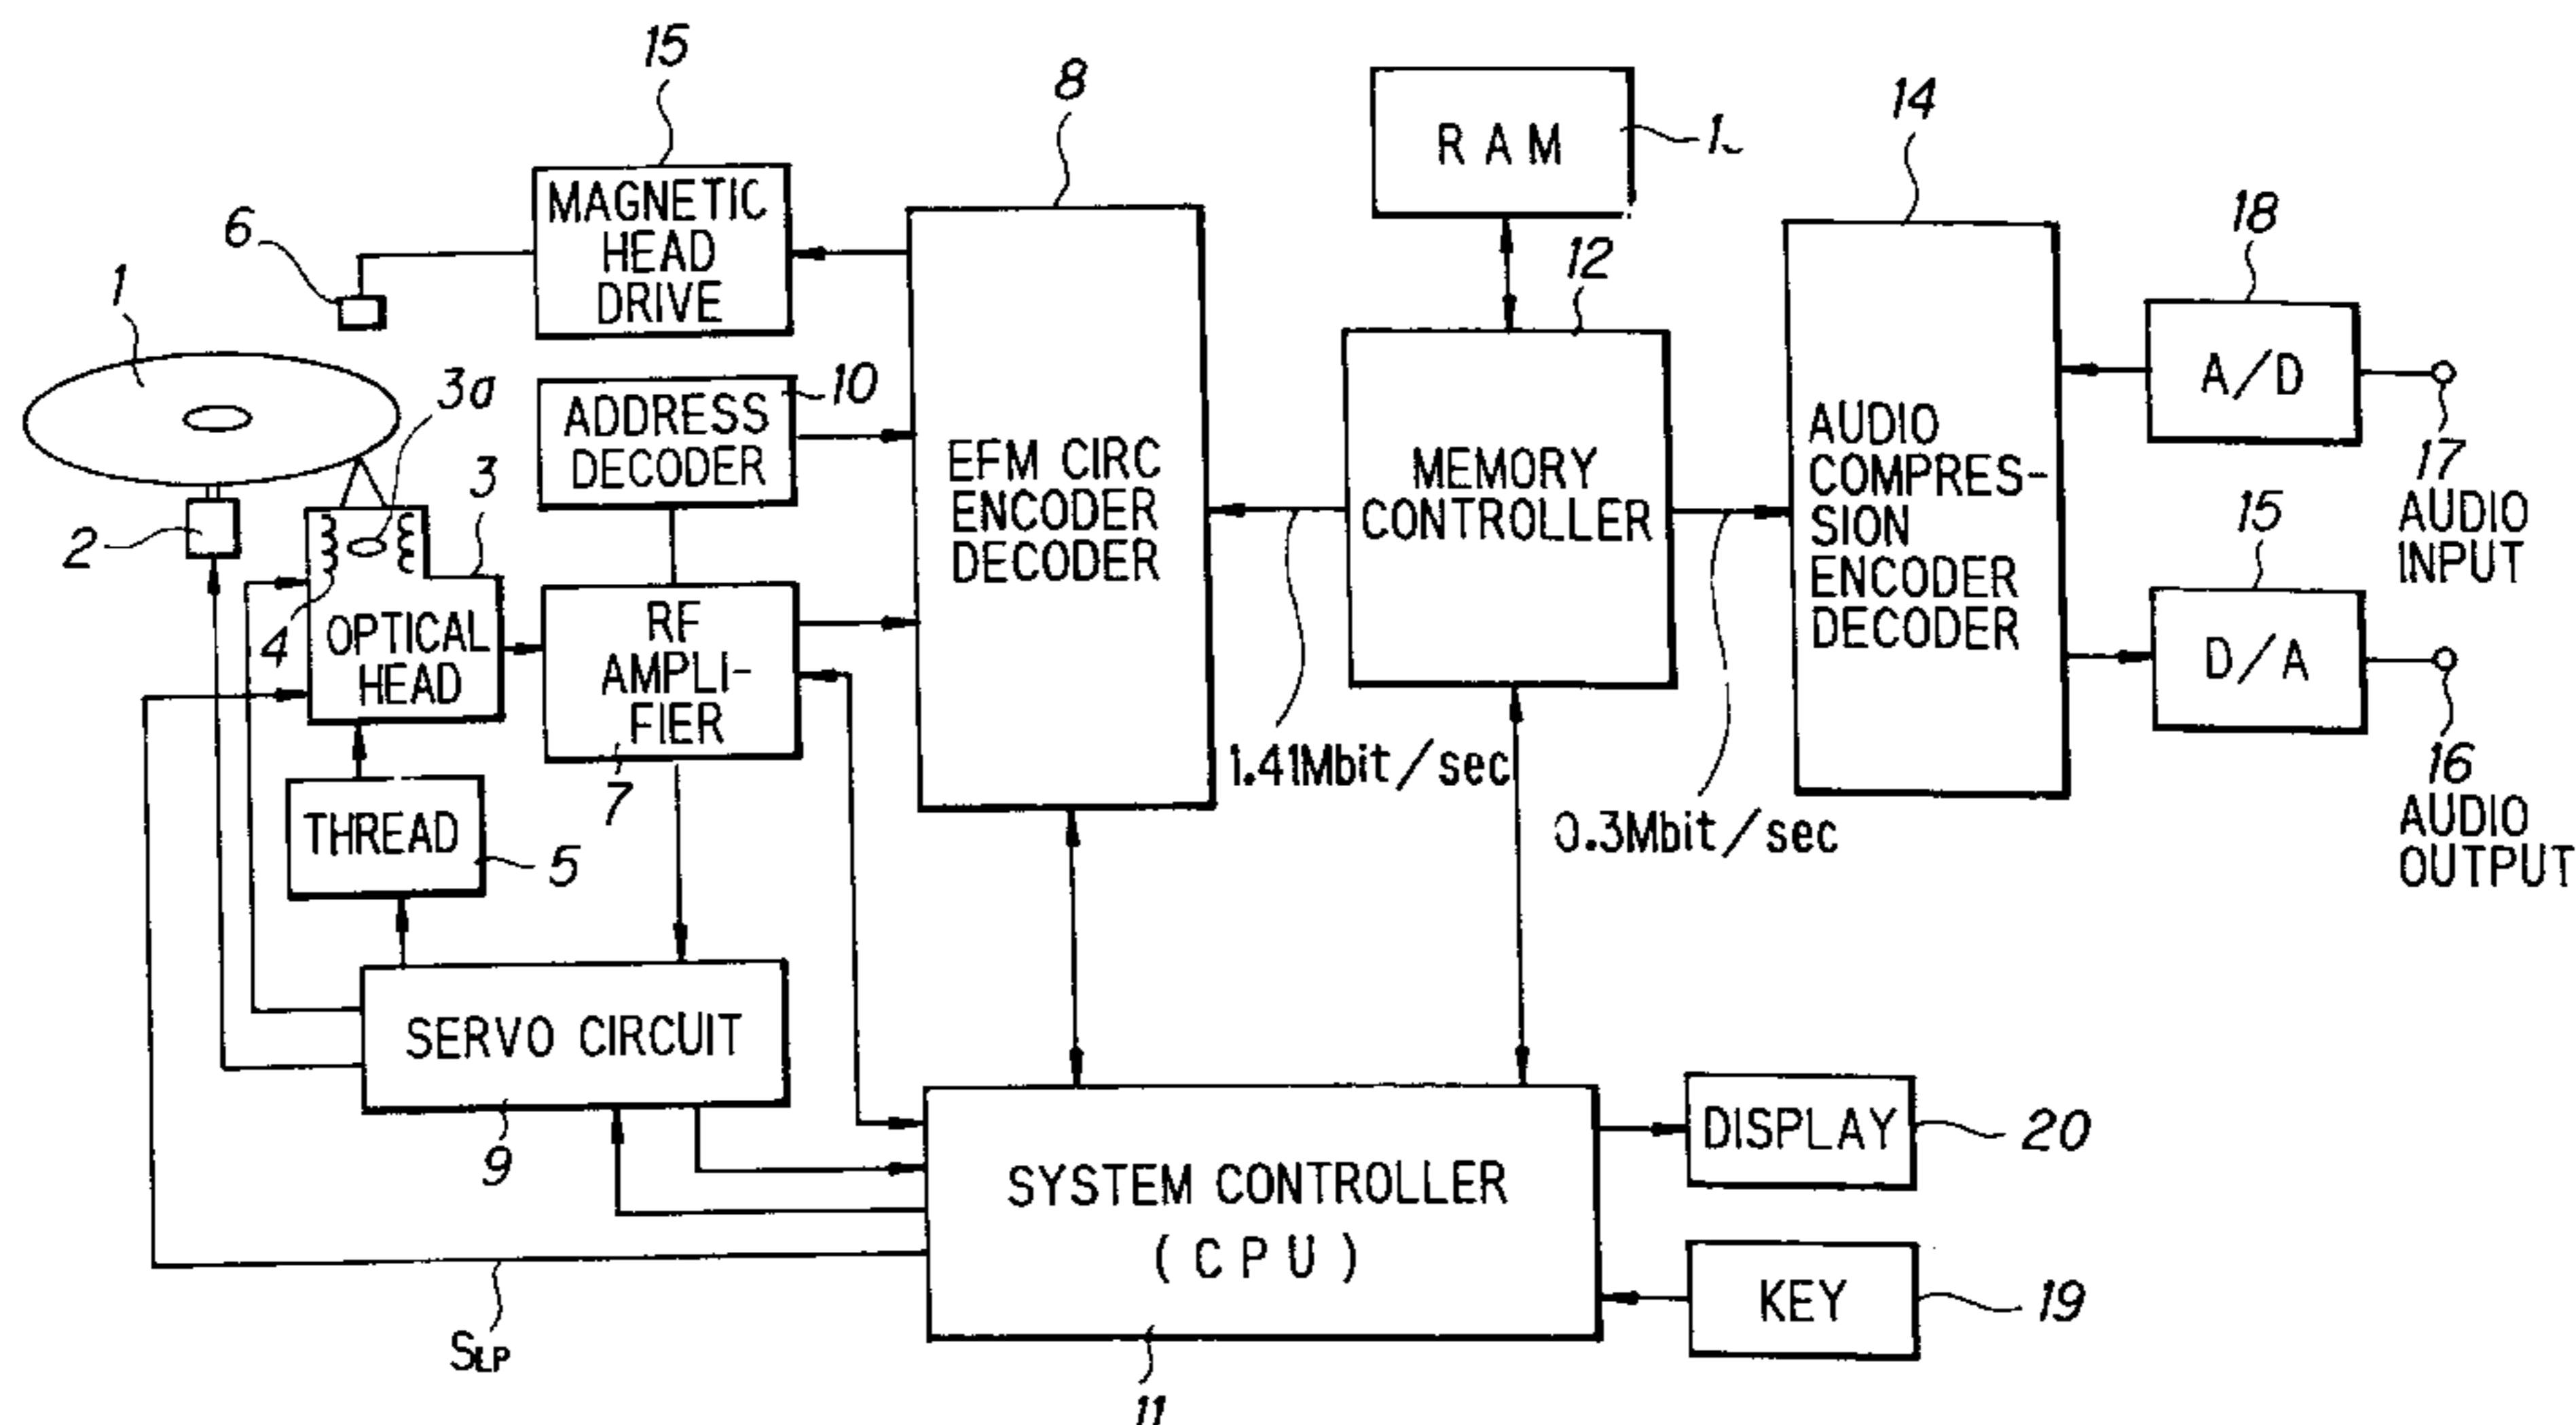 15
8
14
RAM
MAGNETIC
HEAD
DRIVE
6
12
18
1
3a
10
A/D
ADDRESS
DECODER
AUDIO
COMPRES-
SION
ENCODER
DECODER
EFM CIRC
ENCODER
DECODER
MEMORY
CONTROLLER
17
AUDIO
INPUT
3
2
15
4
OPTICAL
HEAD
RF
AMPLI-
FIER
D/A
7
1.41Mbit/sec
0.3Mbit/sec
16
AUDIO
OUTPUT
THREAD
5
SERVO CIRCUIT
9
SYSTEM CONTROLLER
(CPU)
DISPLAY
20
KEY
19
SLP
11